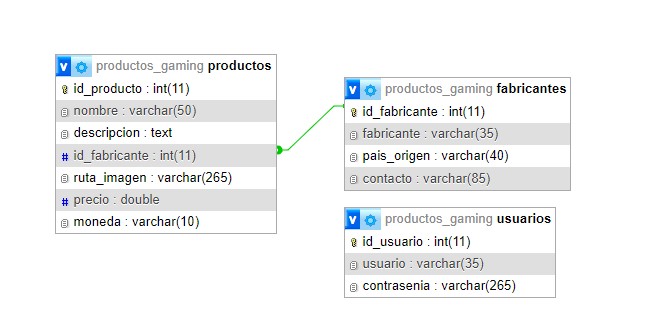 productos_gaming productos
id_producto : int(11)
nombre : varchar(50)
descripcion : text
# id_fabricante : int(11)
ruta_imagen : varchar(265)
# precio : double
moneda : varchar(10)
productos_gaming fabricantes
id_fabricante : int(11)
fabricante : varchar(35)
pais_origen : varchar(40)
contacto : varchar(85)
productos_gaming usuarios
id_usuario : int(11)
usuario : varchar(35)
contrasenia : varchar(265)